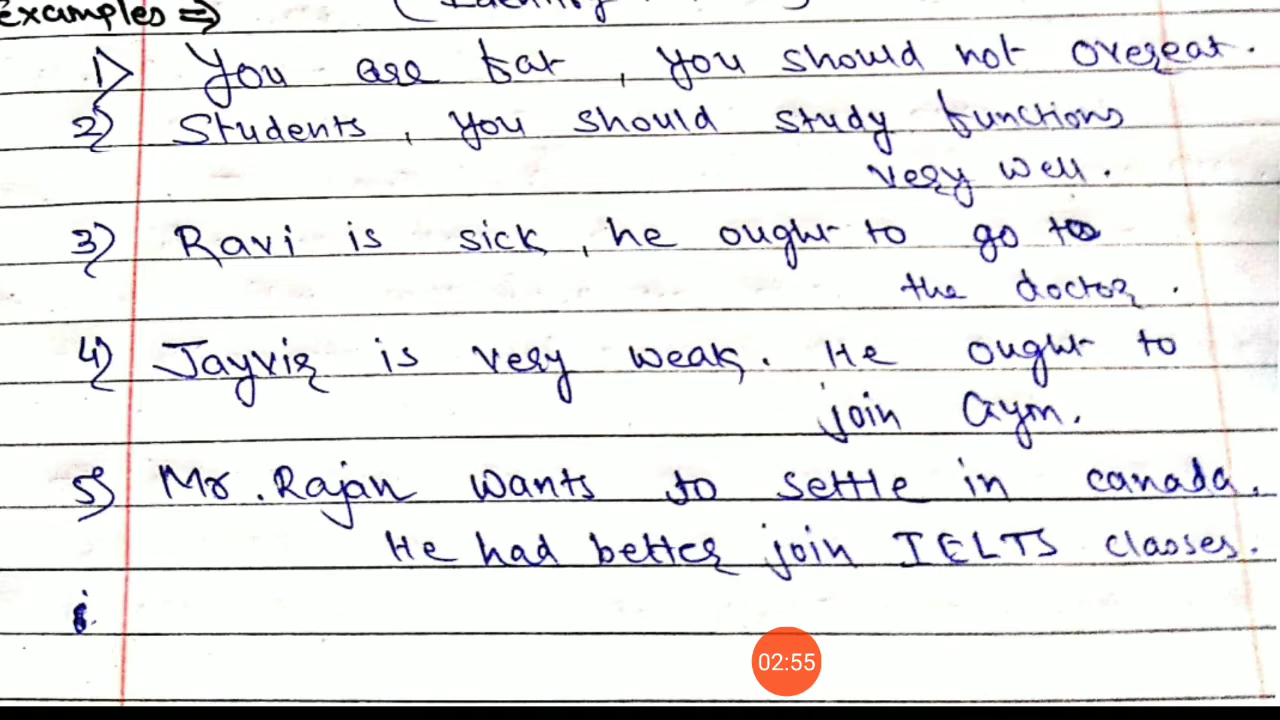 Examples ⇒
1) You are fat, you should not overeat.
2) Students, you should study functions
very well.
3) Ravi is sick, he ought to go to
the doctor.
4) Jayvir is very weak. He ought to
join Gym.
5) Mr. Rajan wants to settle in canada.
He had better join IELTS classes.
02:55